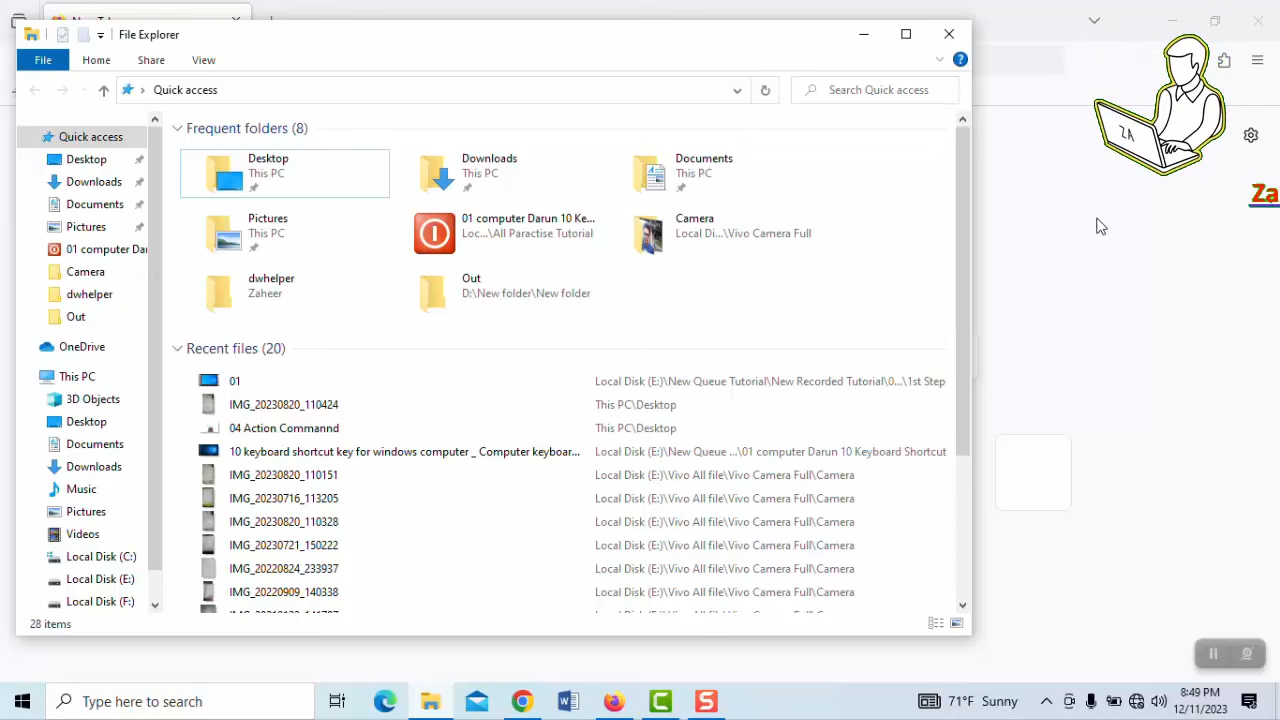 File Explorer
File Home Share View
Quick access
Search Quick access
Quick access
Desktop
Downloads
Documents
Pictures
01 computer Dar
Camera
dwhelper
Out
OneDrive
This PC
3D Objects
Desktop
Documents
Downloads
Music
Pictures
Videos
Local Disk (C:)
Local Disk (E:)
Local Disk (F:)
Frequent folders (8)
Desktop
This PC
Downloads
This PC
Documents
This PC
Pictures
This PC
01 computer Darun 10 Ke...
Loc...\All Paractise Tutorial
Camera
Local Di...\Vivo Camera Full
dwhelper
Zaheer
Out
D:\New folder\New folder
Recent files (20)
01 Local Disk (E:)\New Queue Tutorial\New Recorded Tutorial\0...\1st Step
IMG_20230820_110424 This PC\Desktop
04 Action Commannd This PC\Desktop
10 keyboard shortcut key for windows computer _ Computer keyboar... Local Disk (E:)\New Queue ...\01 computer Darun 10 Keyboard Shortcut
IMG_20230820_110151 Local Disk (E:)\Vivo All file\Vivo Camera Full\Camera
IMG_20230716_113205 Local Disk (E:)\Vivo All file\Vivo Camera Full\Camera
IMG_20230820_110328 Local Disk (E:)\Vivo All file\Vivo Camera Full\Camera
IMG_20230721_150222 Local Disk (E:)\Vivo All file\Vivo Camera Full\Camera
IMG_20220824_233937 Local Disk (E:)\Vivo All file\Vivo Camera Full\Camera
IMG_20220909_140338 Local Disk (E:)\Vivo All file\Vivo Camera Full\Camera
28 items
ZA
Za
Type here to search
71°F Sunny
8:49 PM
12/11/2023